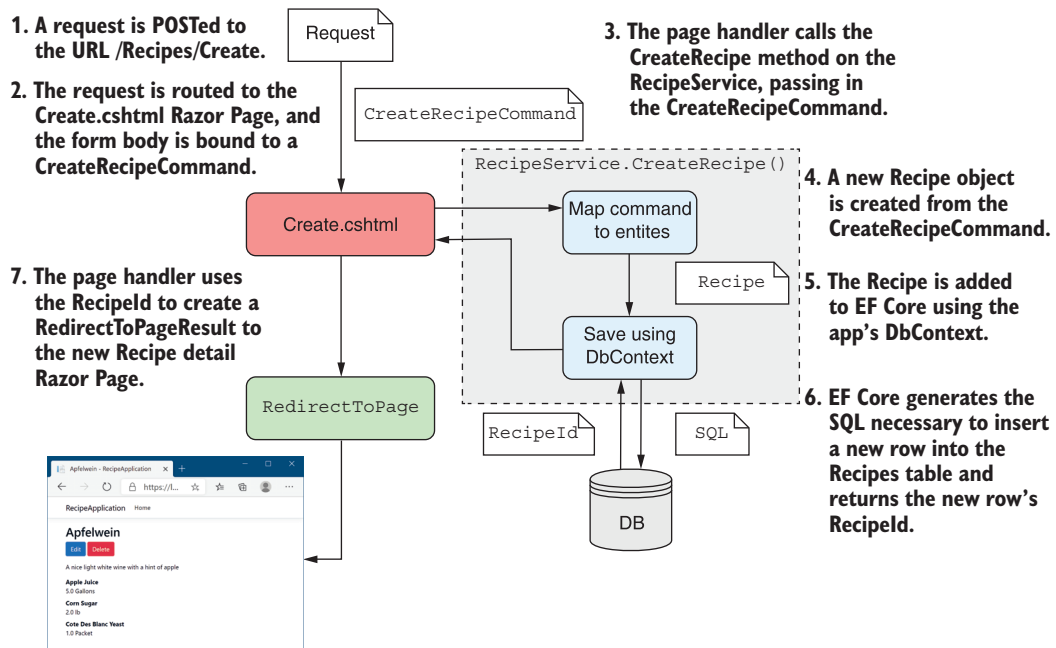 1. A request is POSTed to
the URL /Recipes/Create.
Request
2. The request is routed to the
Create.cshtml Razor Page, and
the form body is bound to a
CreateRecipeCommand.
CreateRecipeCommand
3. The page handler calls the
CreateRecipe method on the
RecipeService, passing in
the CreateRecipeCommand.
RecipeService.CreateRecipe()
Create.cshtml
Map command
to entites
4. A new Recipe object
is created from the
CreateRecipeCommand.
Recipe
5. The Recipe is added
to EF Core using the
app's DbContext.
Save using
DbContext
7. The page handler uses
the RecipeId to create a
RedirectToPageResult to
the new Recipe detail
Razor Page.
RedirectToPage
RecipeId
SQL
6. EF Core generates the
SQL necessary to insert
a new row into the
Recipes table and
returns the new row's
RecipeId.
DB
Apfelwein - RecipeApplication
https://l...
RecipeApplication Home
Apfelwein
Edit Delete
A nice light white wine with a hint of apple
Apple Juice
5.0 Gallons
Corn Sugar
2.0 lb
Cote Des Blanc Yeast
1.0 Packet